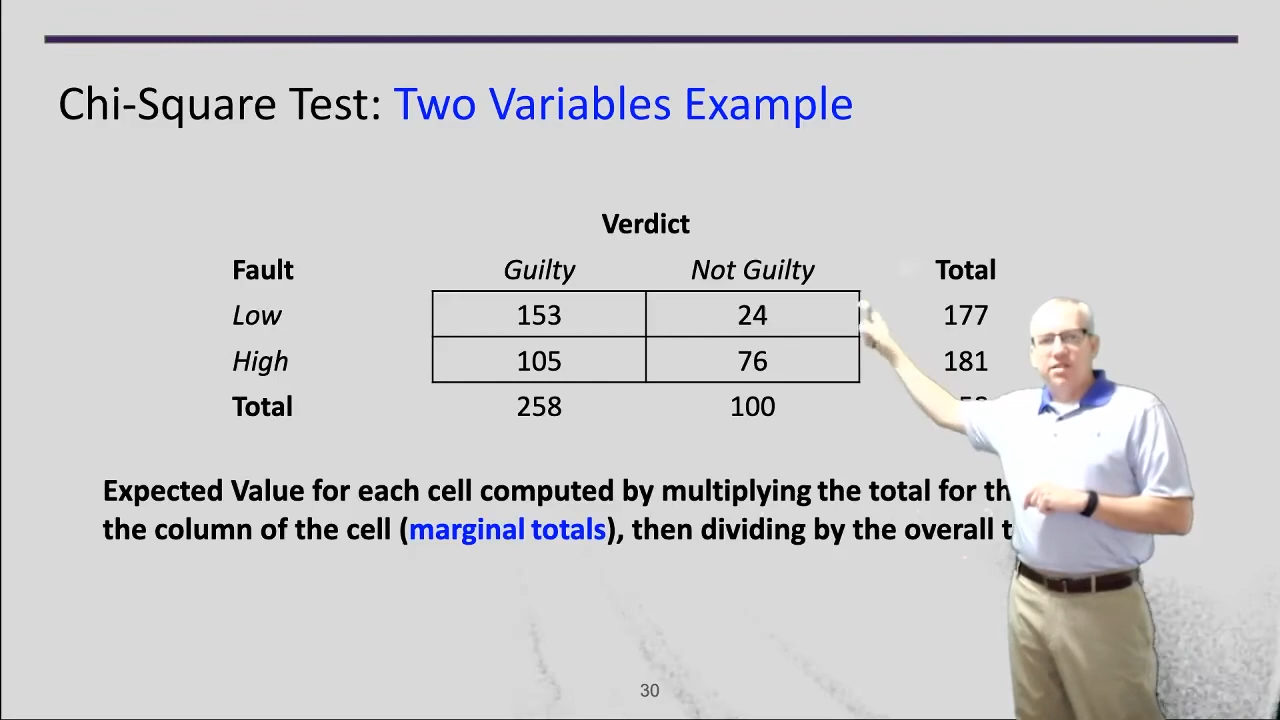 Chi-Square Test: Two Variables Example
Verdict
Fault Guilty Not Guilty Total
Low 153 24 177
High 105 76 181
Total 258 100
Expected Value for each cell computed by multiplying the total for
the column of the cell (marginal totals), then dividing by the overall
30